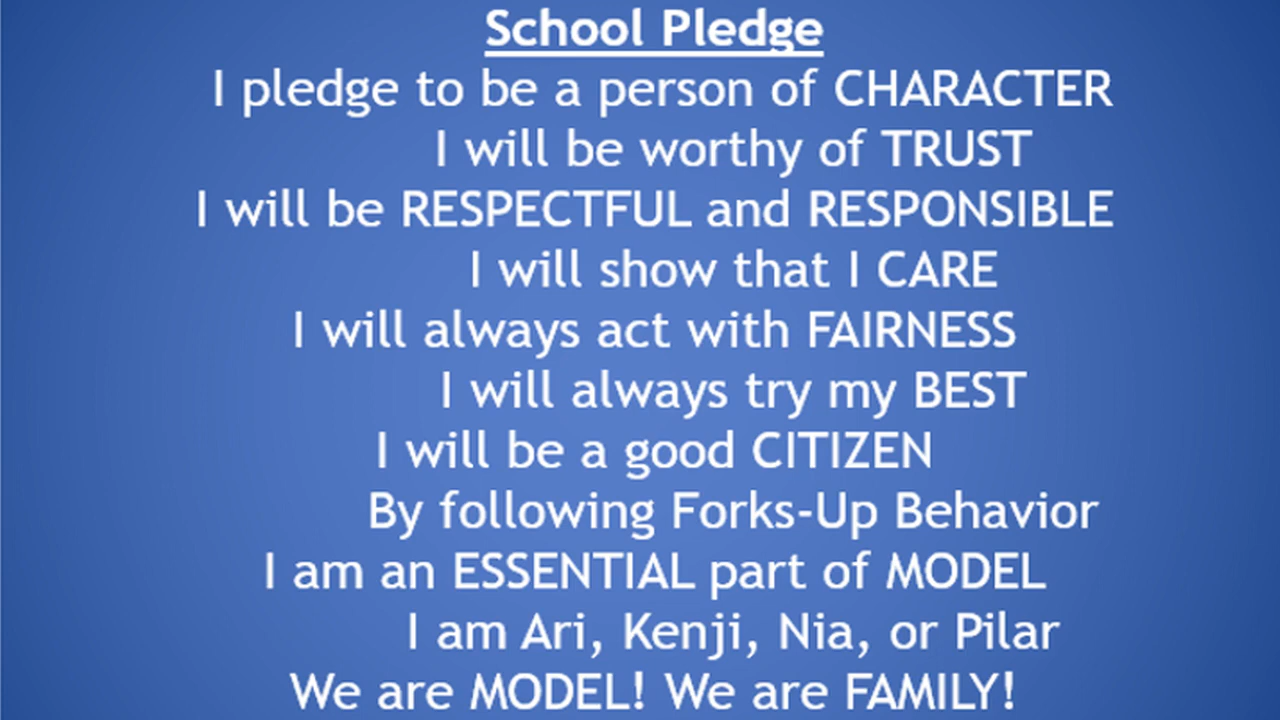 School Pledge
I pledge to be a person of CHARACTER
I will be worthy of TRUST
I will be RESPECTFUL and RESPONSIBLE
I will show that I CARE
I will always act with FAIRNESS
I will always try my BEST
I will be a good CITIZEN
By following Forks-Up Behavior
I am an ESSENTIAL part of MODEL
I am Ari, Kenji, Nia, or Pilar
We are MODEL! We are FAMILY!